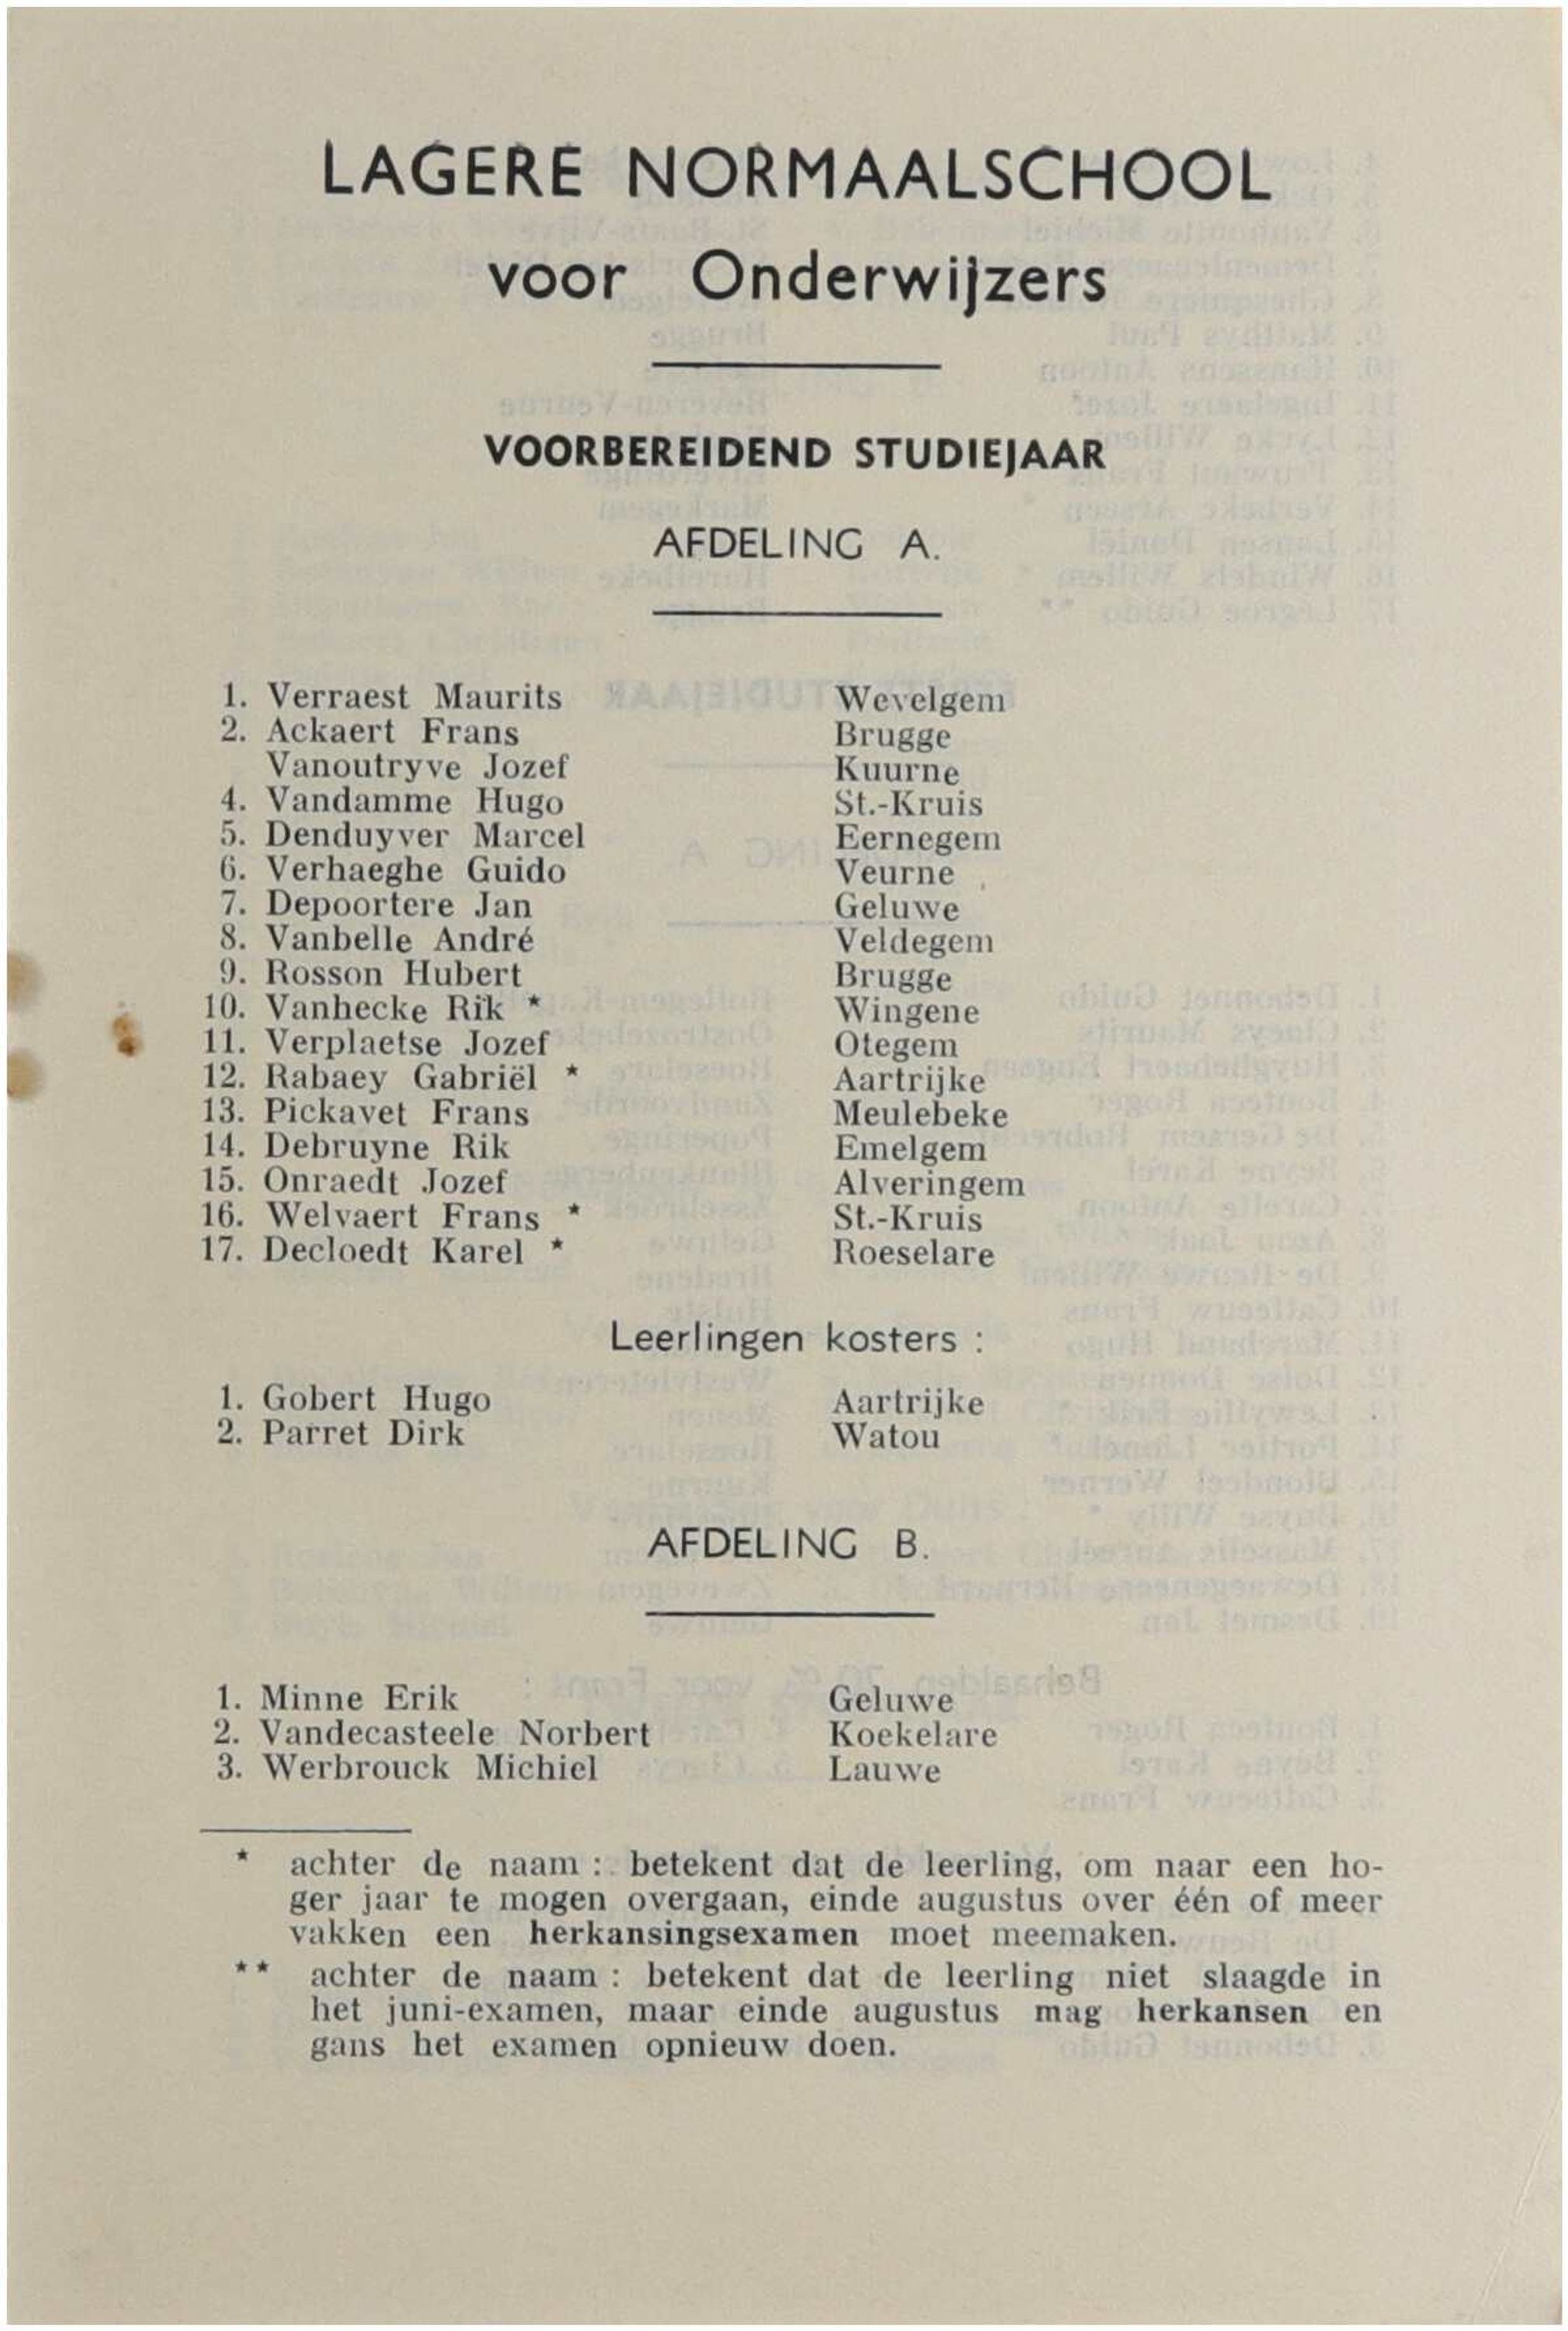 LAGERE NORMAALSCHOOL
voor Onderwijzers
VOORBEREIDEND STUDIEJAAR
AFDELING A.
1. Verraest Maurits Wevelgem
2. Ackaert Frans Brugge
Vanoutryve Jozef Kuurne
4. Vandamme Hugo St.-Kruis
5. Denduyver Marcel Eernegem
6. Verhaeghe Guido Veurne
7. Depoortere Jan Geluwe
8. Vanbelle André Veldegem
9. Rosson Hubert Brugge
10. Vanhecke Rik * Wingene
11. Verplaetse Jozef Otegem
12. Rabaey Gabriël * Aartrijke
13. Pickavet Frans Meulebeke
14. Debruyne Rik Emelgem
15. Onraedt Jozef Alveringem
16. Welvaert Frans * St.-Kruis
17. Decloedt Karel * Roeselare
Leerlingen kosters :
1. Gobert Hugo Aartrijke
2. Parret Dirk Watou
AFDELING B.
1. Minne Erik Geluwe
2. Vandecasteele Norbert Koekelare
3. Werbrouck Michiel Lauwe
* achter de naam : betekent dat de leerling, om naar een ho-
ger jaar te mogen overgaan, einde augustus over één of meer
vakken een herkansingsexamen moet meemaken.
** achter de naam : betekent dat de leerling niet slaagde in
het juni-examen, maar einde augustus mag herkansen en
gans het examen opnieuw doen.